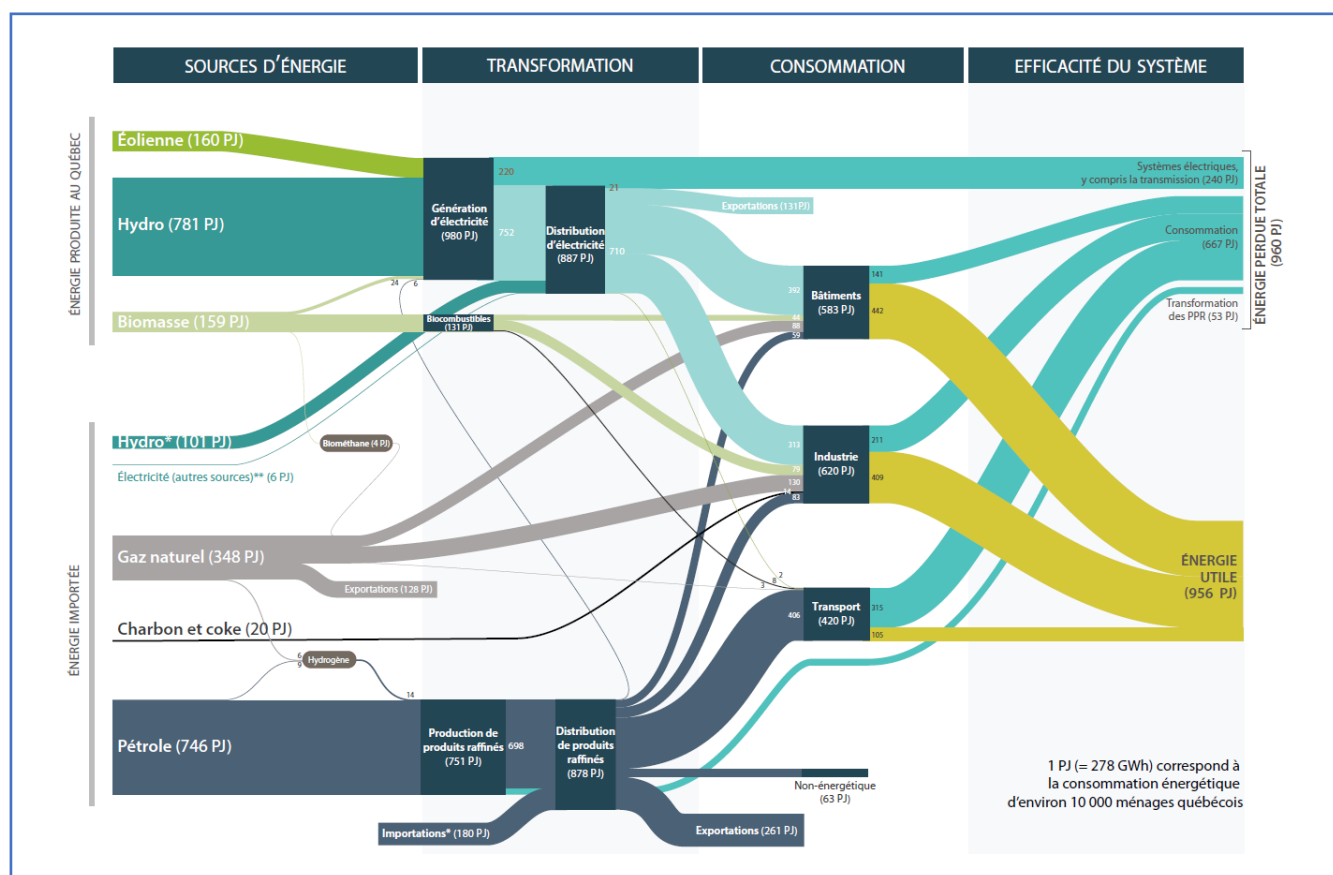 SOURCES D'ÉNERGIE
TRANSFORMATION
CONSOMMATION
EFFICACITÉ DU SYSTÈME
ÉNERGIE PRODUITE AU QUÉBEC
Éolienne (160 PJ)
Hydro (781 PJ)
Biomasse (159 PJ)
24
6
ÉNERGIE IMPORTÉE
Hydro* (101 PJ)
Électricité (autres sources)** (6 PJ)
Biométhane (4 PJ)
Gaz naturel (348 PJ)
Exportations (128 PJ)
Charbon et coke (20 PJ)
6
9
Hydrogène
14
Pétrole (746 PJ)
Importations* (180 PJ)
Génération
d'électricité
(980 PJ)
220
752
Distribution
d'électricité
(887 PJ)
21
710
Biocombustibles
(131 PJ)
Production de
produits raffinés
(751 PJ)
698
Distribution
de produits
raffinés
(878 PJ)
Exportations (131PJ)
392
44
88
59
Bâtiments
(583 PJ)
141
442
313
79
130
14
83
Industrie
(620 PJ)
211
409
2
8
3
406
Transport
(420 PJ)
315
105
Non-énergétique
(63 PJ)
Exportations (261 PJ)
Systèmes électriques,
y compris la transmission (240 PJ)
Consommation
(667 PJ)
Transformation
des PPR (53 PJ)
ÉNERGIE PERDUE TOTALE
(960 PJ)
ÉNERGIE
UTILE
(956 PJ)
1 PJ (= 278 GWh) correspond à
la consommation énergétique
d'environ 10 000 ménages québécois